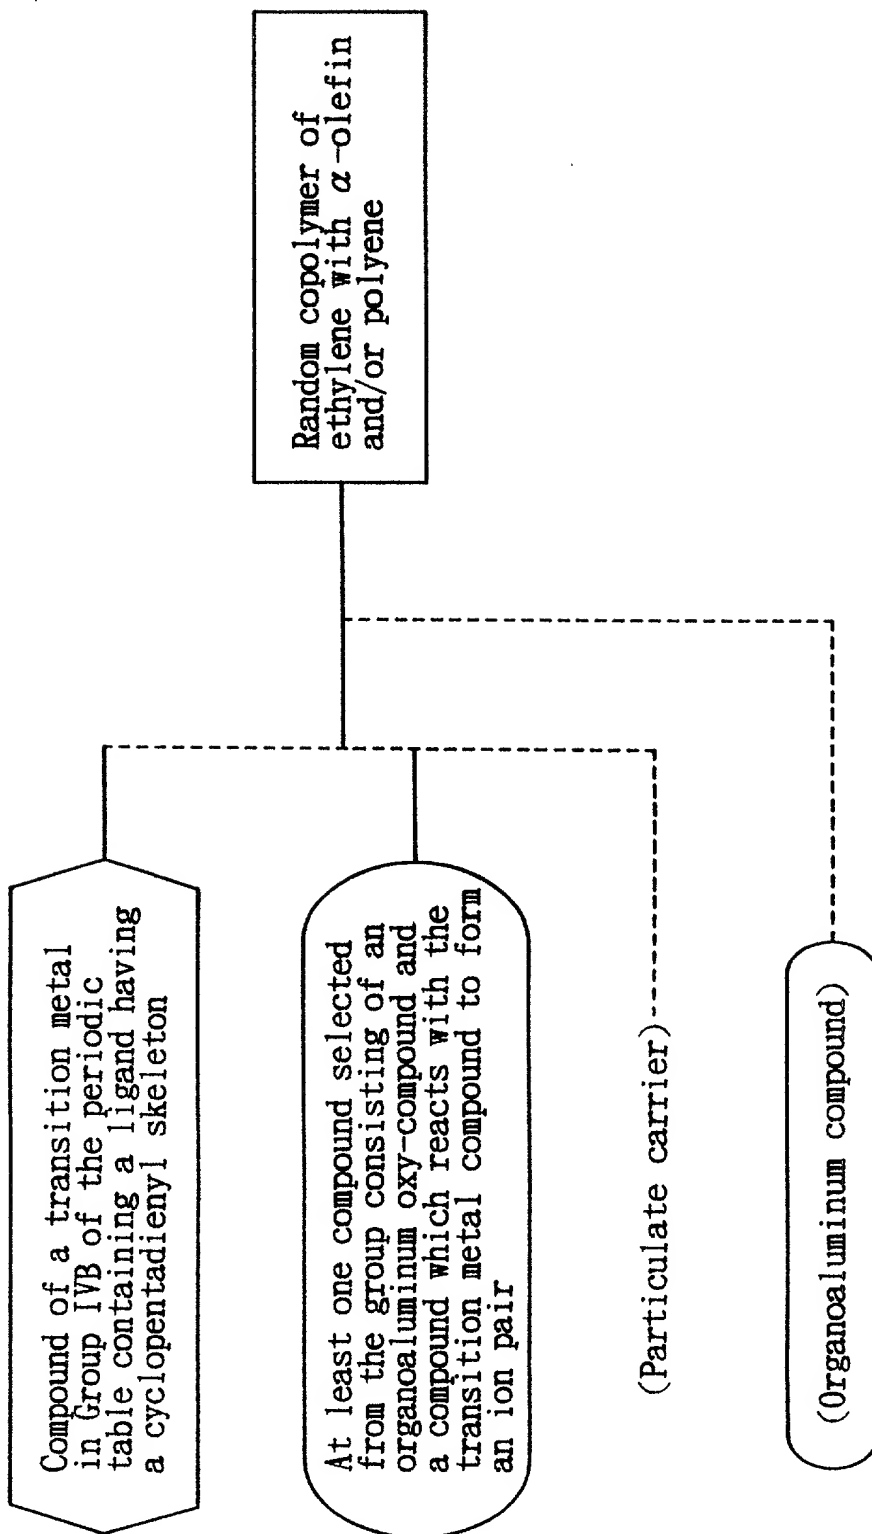 Compound of a transition metal
in Group IVB of the periodic
table containing a ligand having
a cyclopentadienyl skeleton
At least one compound selected
from the group consisting of an
organoaluminum oxy-compound and
a compound which reacts with the
transition metal compound to form
an ion pair
(Particulate carrier)
(Organoaluminum compound)
Random copolymer of
ethylene with α-olefin
and/or polyene